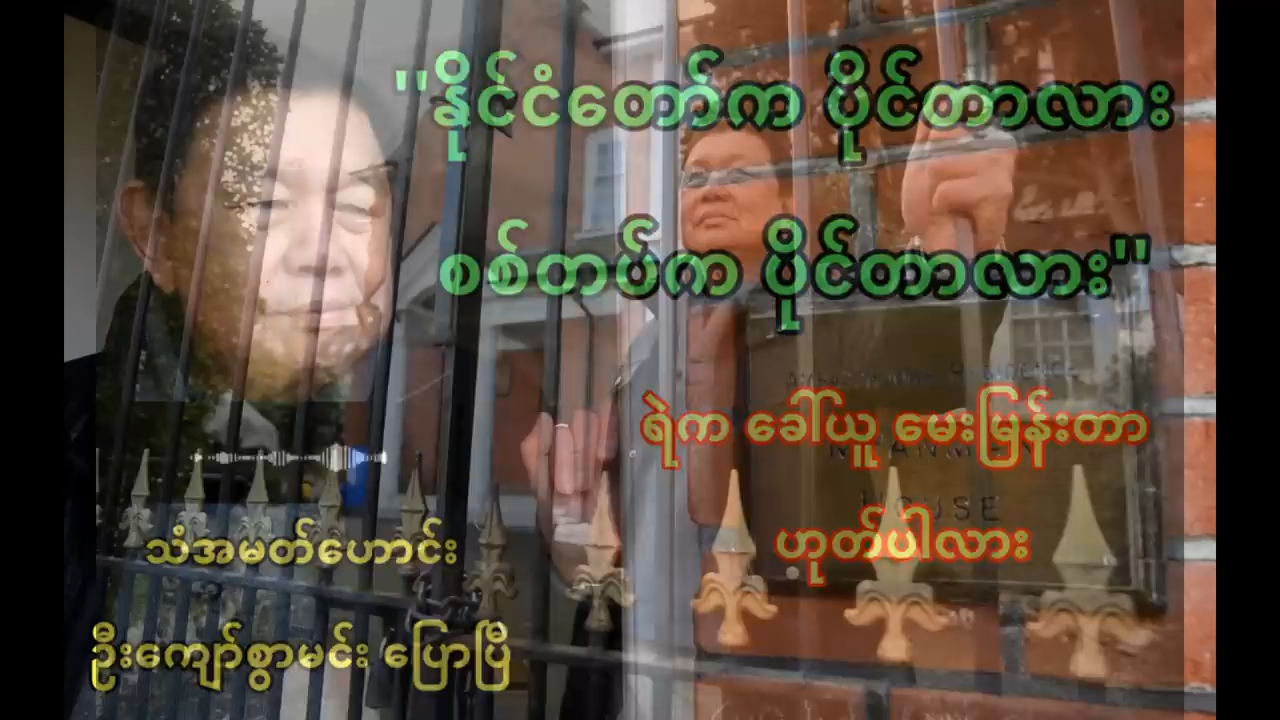 "နိုင်ငံတော်က ပိုင်တာလား
စစ်တပ်က ပိုင်တာလား"
ရဲက ခေါ်ယူ မေးမြန်းတာ
ဟုတ်ပါလား
သံအမတ်ဟောင်း
ဦးကျော်စွာမင်း ပြောပြီ
MYANMAR
HOUSE